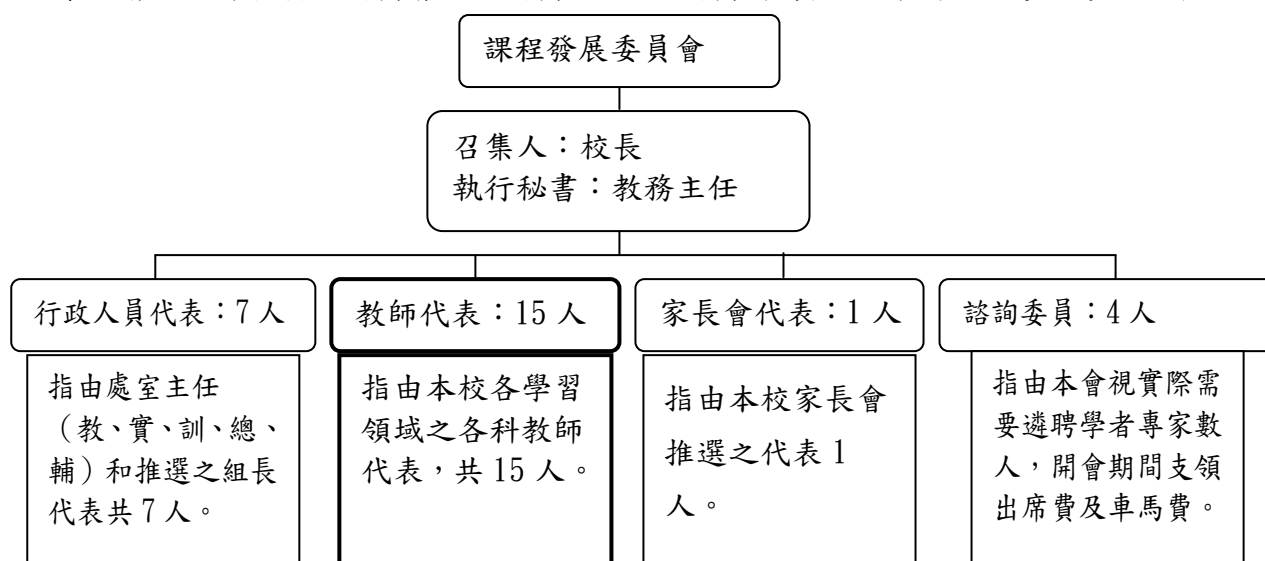 課程發展委員會
召集人：校長
執行秘書：教務主任
行政人員代表：7人
教師代表：15人
家長會代表：1人
諮詢委員：4人
指由處室主任
（教、實、訓、總、
輔）和推選之組長
代表共7人。
指由本校各學習
領域之各科教師
代表，共15人。
指由本校家長會
推選之代表1
人。
指由本會視實際需
要遴聘學者專家數
人，開會期間支領
出席費及車馬費。